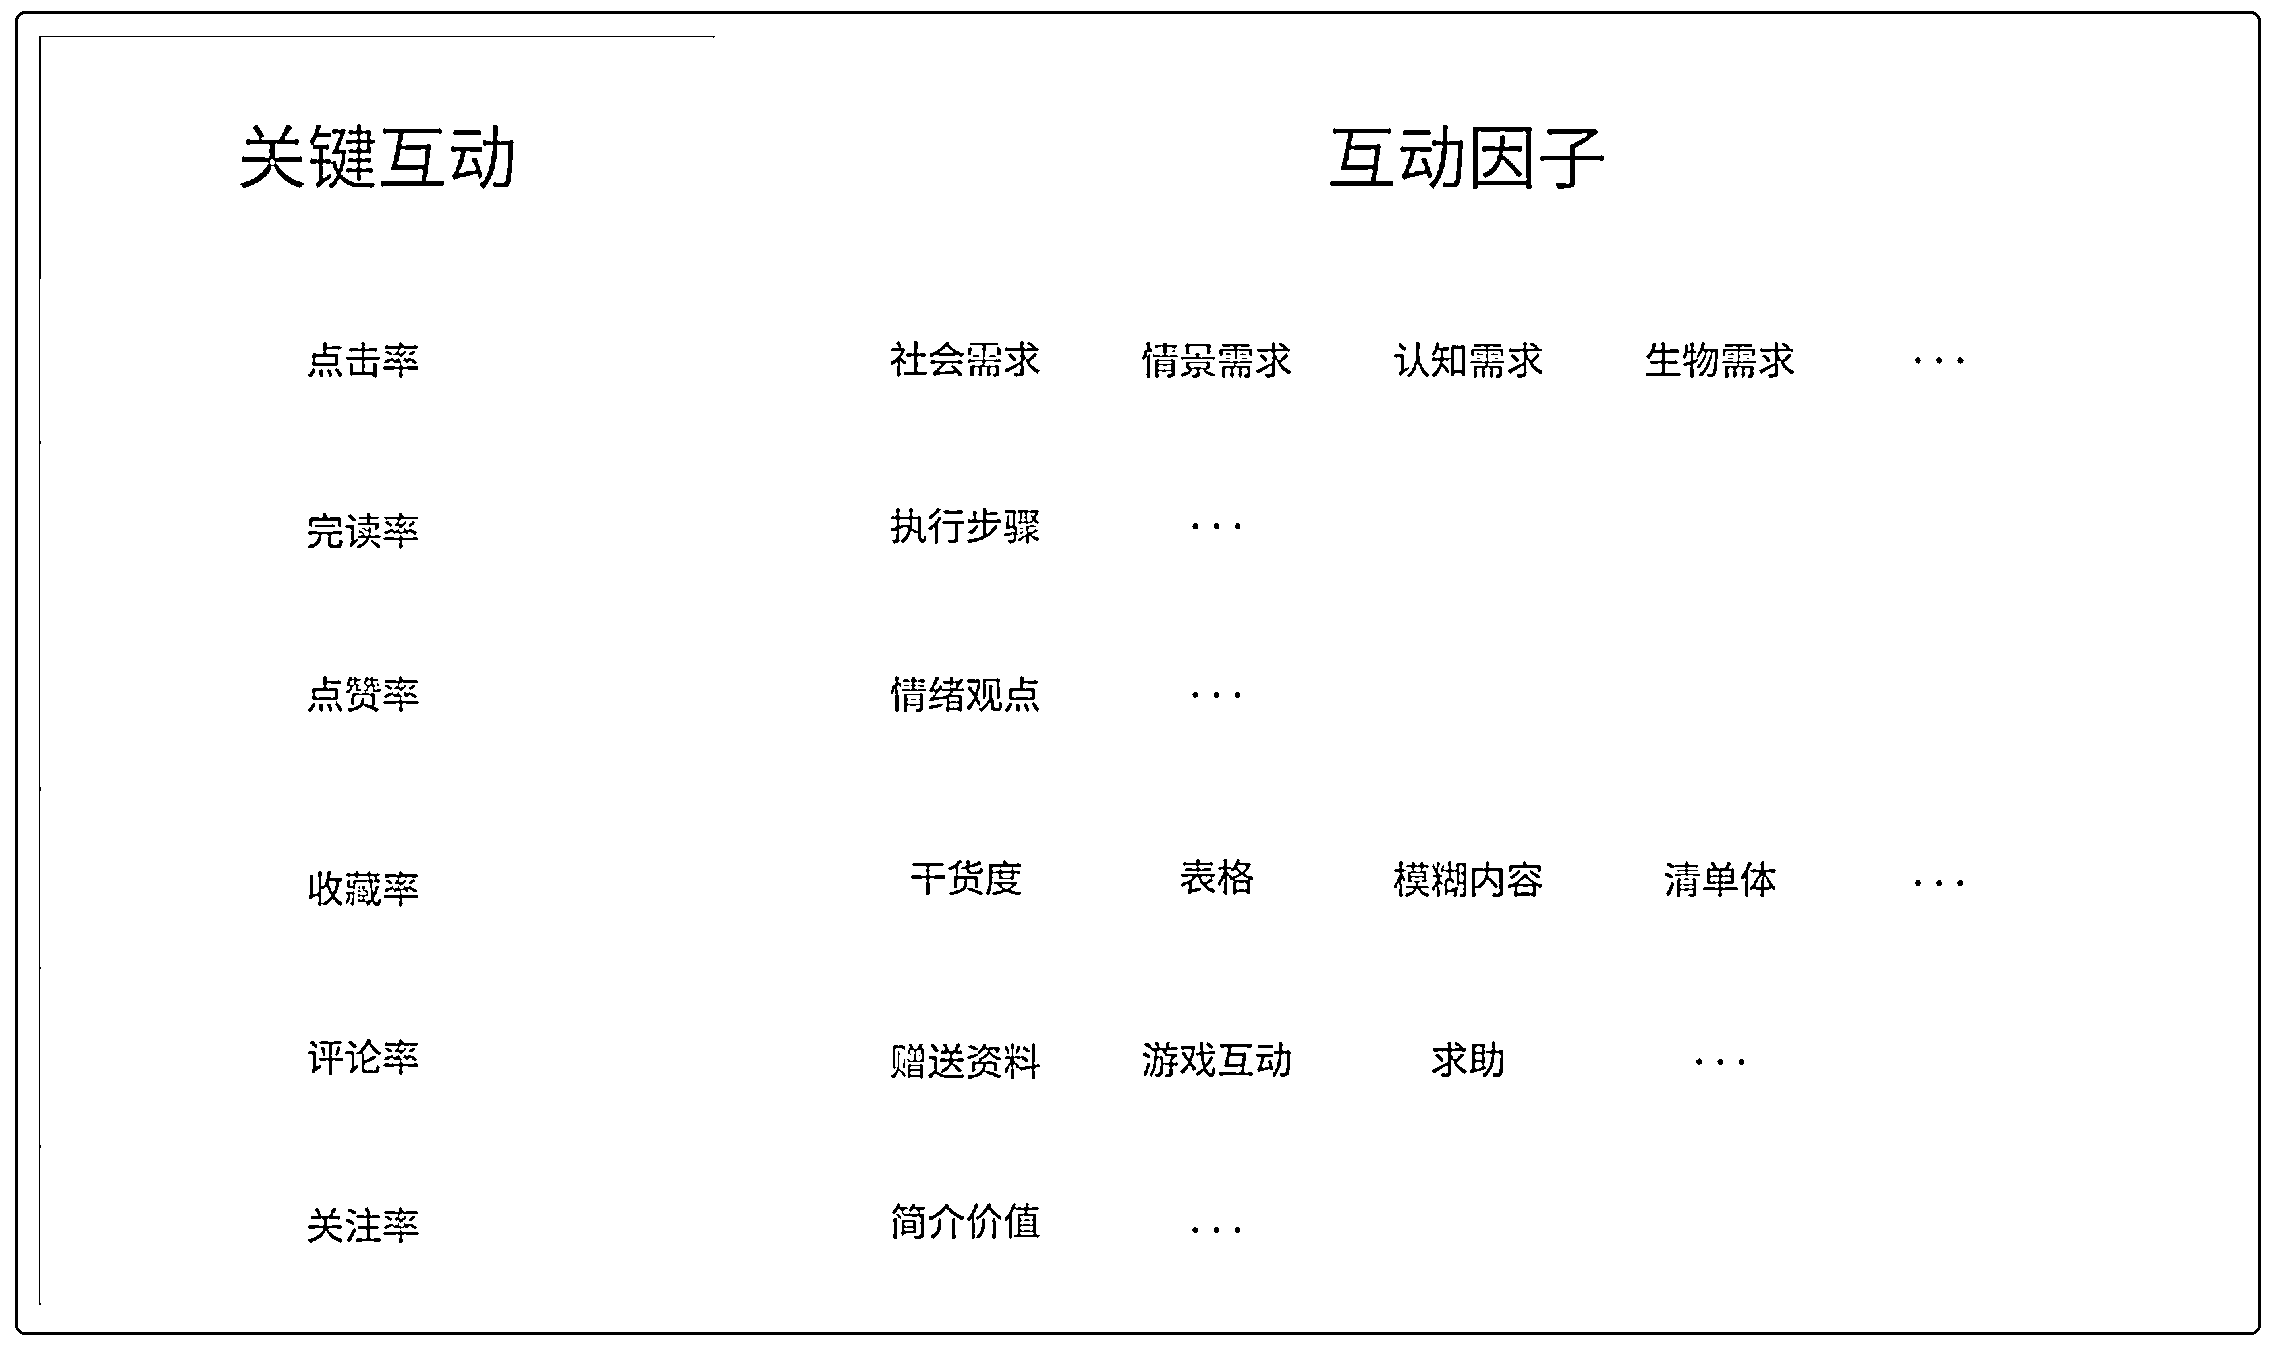 关键互动 互动因子
点击率 社会需求 情景需求 认知需求 生物需求 ···
完读率 执行步骤 ···
点赞率 情绪观点 ···
收藏率 干货度 表格 模糊内容 清单体 ···
评论率 赠送资料 游戏互动 求助 ···
关注率 简介价值 ···